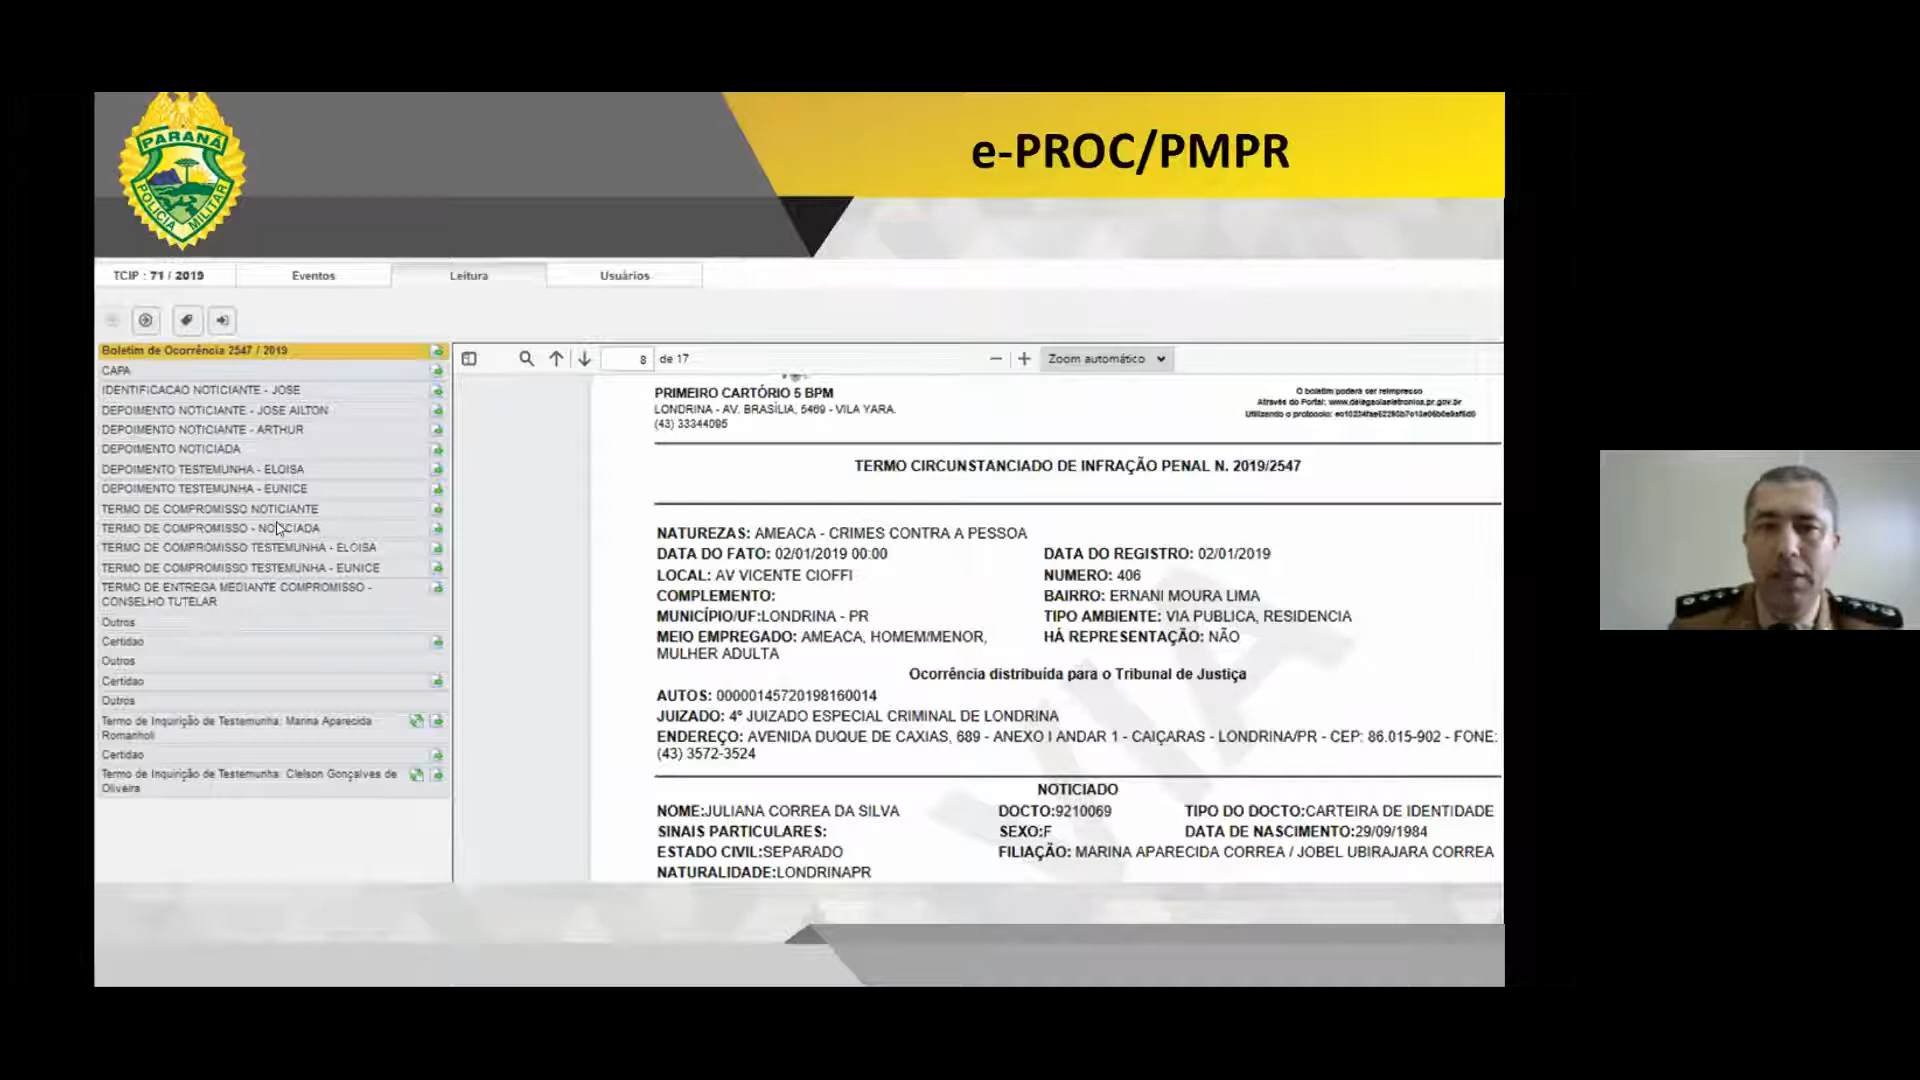 PARANÁ
POLÍCIA MILITAR
e-PROC/PMPR
TCIP : 71 / 2019
Eventos
Leitura
Usuários
Boletim de Ocorrência 2547 / 2019
CAPA
IDENTIFICACAO NOTICIANTE - JOSE
DEPOIMENTO NOTICIANTE - JOSE AILTON
DEPOIMENTO NOTICIANTE - ARTHUR
DEPOIMENTO NOTICIADA
DEPOIMENTO TESTEMUNHA - ELOISA
DEPOIMENTO TESTEMUNHA - EUNICE
TERMO DE COMPROMISSO NOTICIANTE
TERMO DE COMPROMISSO - NOTICIADA
TERMO DE COMPROMISSO TESTEMUNHA - ELOISA
TERMO DE COMPROMISSO TESTEMUNHA - EUNICE
TERMO DE ENTREGA MEDIANTE COMPROMISSO -
CONSELHO TUTELAR
Outros
Certidao
Outros
Certidao
Outros
Termo de Inquirição de Testemunha: Marina Aparecida
Romanholi
Certidao
Termo de Inquirição de Testemunha: Cleison Gonçalves de
Oliveira
8 de 17
Zoom automático
PRIMEIRO CARTÓRIO 5 BPM
LONDRINA - AV. BRASÍLIA, 5469 - VILA YARA.
(43) 33344095
O boletim poderá ser reimpresso
Através do Portal: www.delegaciaeletronica.pr.gov.br
Utilizando o protocolo:
TERMO CIRCUNSTANCIADO DE INFRAÇÃO PENAL N. 2019/2547
NATUREZAS: AMEACA - CRIMES CONTRA A PESSOA
DATA DO FATO: 02/01/2019 00:00 DATA DO REGISTRO: 02/01/2019
LOCAL: AV VICENTE CIOFFI NUMERO: 406
COMPLEMENTO: BAIRRO: ERNANI MOURA LIMA
MUNICÍPIO/UF:LONDRINA - PR TIPO AMBIENTE: VIA PUBLICA, RESIDENCIA
MEIO EMPREGADO: AMEACA, HOMEM/MENOR, HÁ REPRESENTAÇÃO: NÃO
MULHER ADULTA
Ocorrência distribuída para o Tribunal de Justiça
AUTOS: 00000145720198160014
JUIZADO: 4º JUIZADO ESPECIAL CRIMINAL DE LONDRINA
ENDEREÇO: AVENIDA DUQUE DE CAXIAS, 689 - ANEXO I ANDAR 1 - CAIÇARAS - LONDRINA/PR - CEP: 86.015-902 - FONE:
(43) 3572-3524
NOTICIADO
NOME:JULIANA CORREA DA SILVA DOCTO:9210069 TIPO DO DOCTO:CARTEIRA DE IDENTIDADE
SINAIS PARTICULARES: SEXO:F DATA DE NASCIMENTO:29/09/1984
ESTADO CIVIL:SEPARADO FILIAÇÃO: MARINA APARECIDA CORREA / JOBEL UBIRAJARA CORREA
NATURALIDADE:LONDRINAPR
VIA